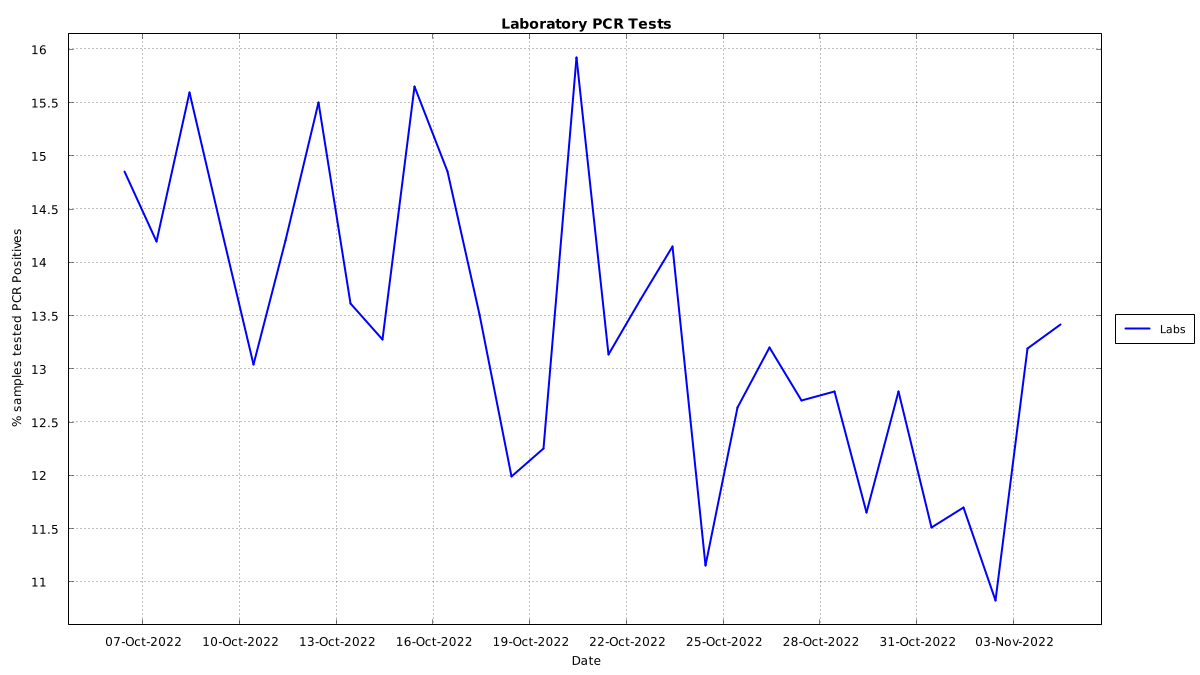 Laboratory PCR Tests
% samples tested PCR Positives
16
15.5
15
14.5
14
13.5
13
12.5
12
11.5
11
Labs
07-Oct-2022 10-Oct-2022 13-Oct-2022 16-Oct-2022 19-Oct-2022 22-Oct-2022 25-Oct-2022 28-Oct-2022 31-Oct-2022 03-Nov-2022
Date